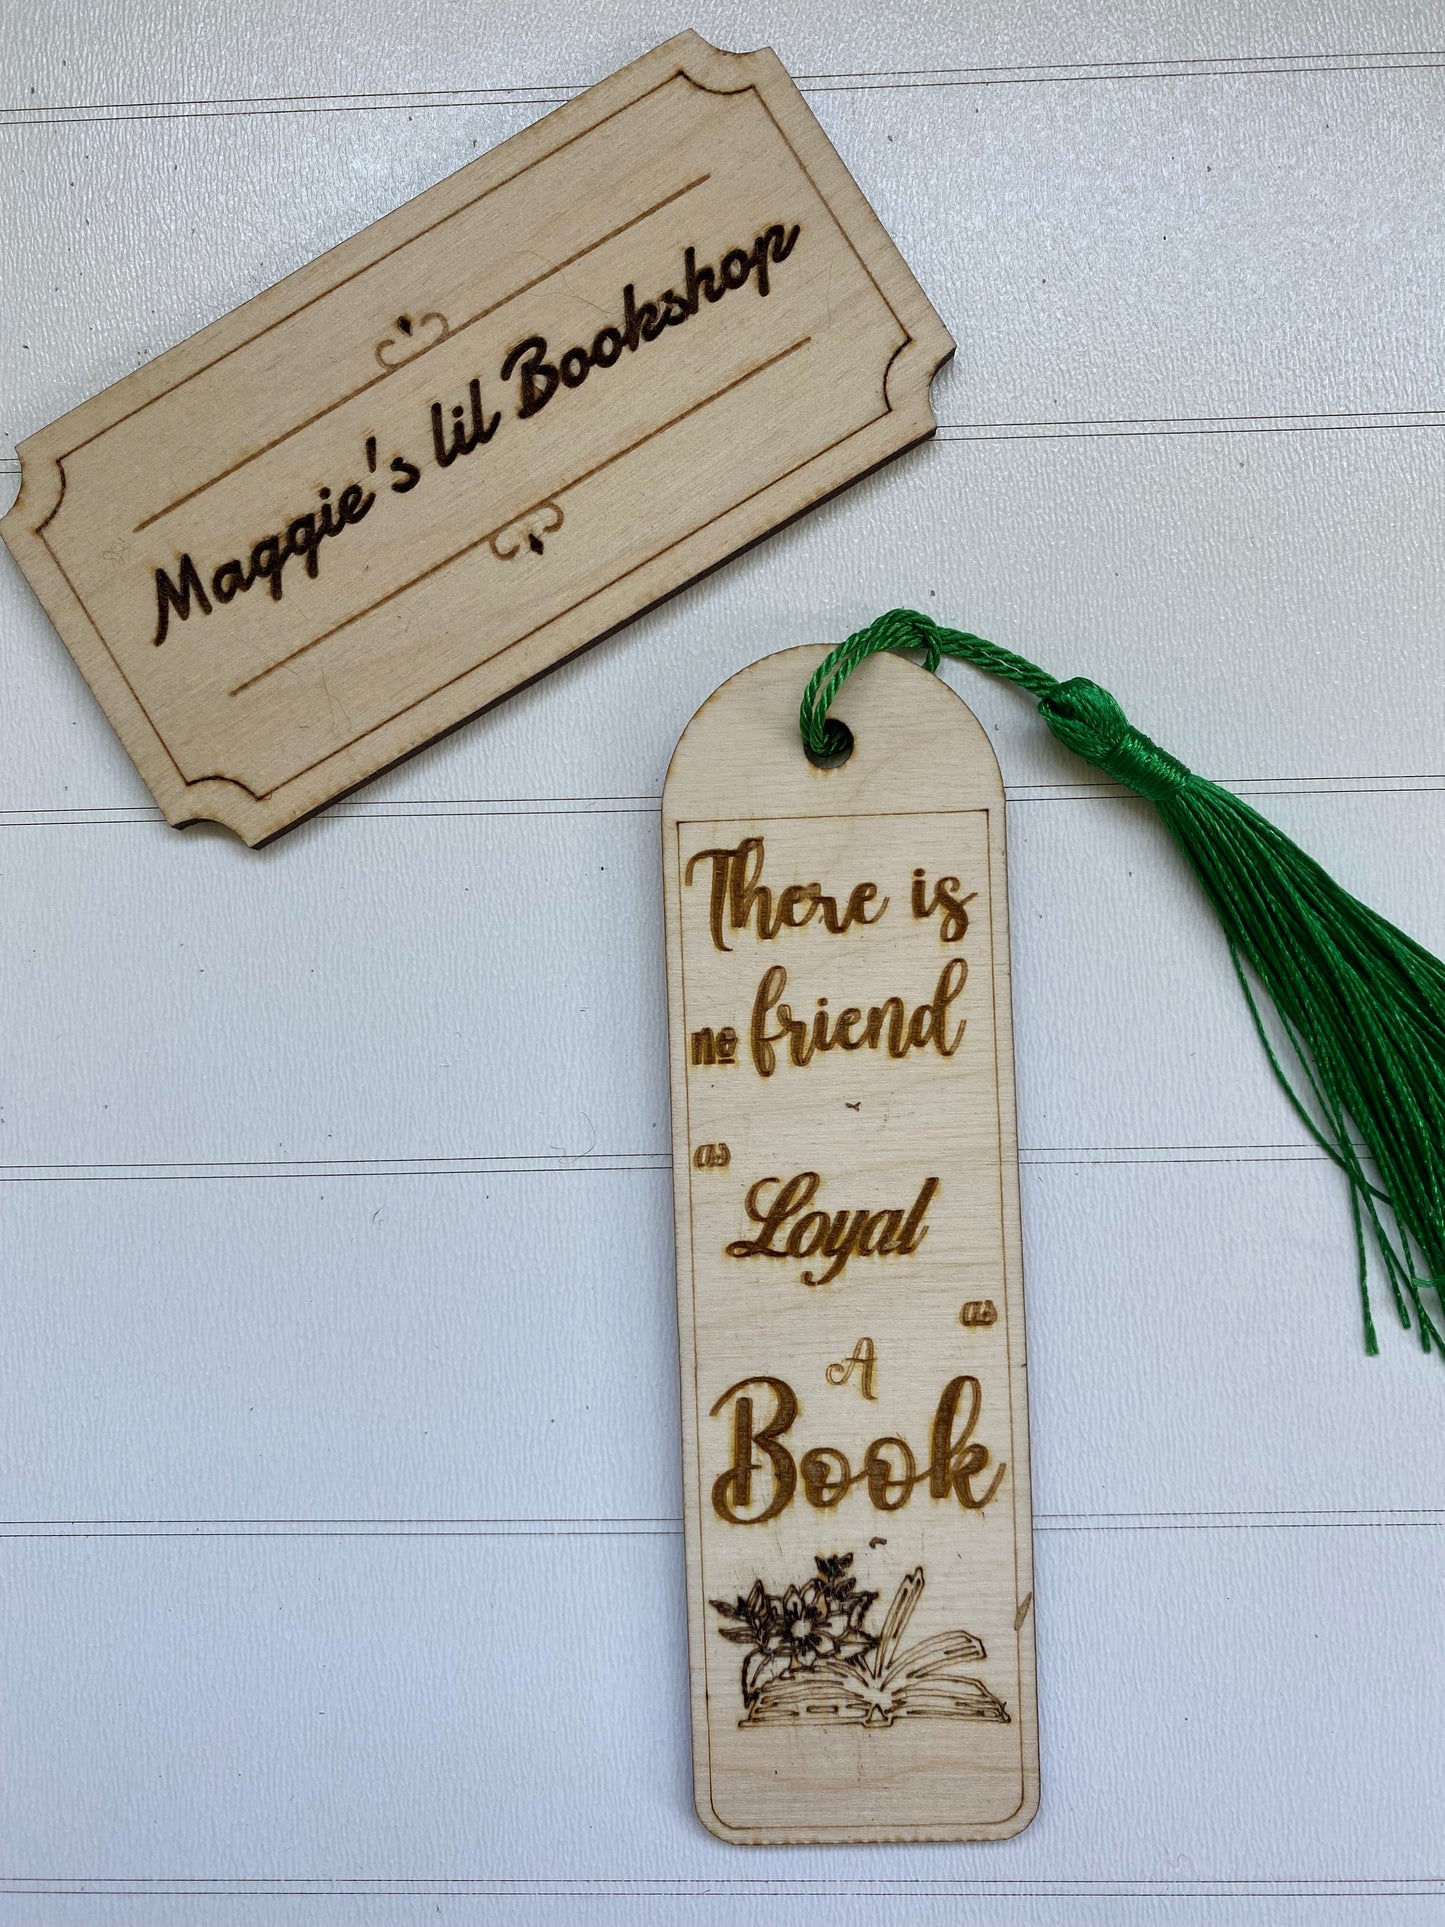 Maggie's lil Bookshop
There is
no friend
as
Loyal
as
A
Book